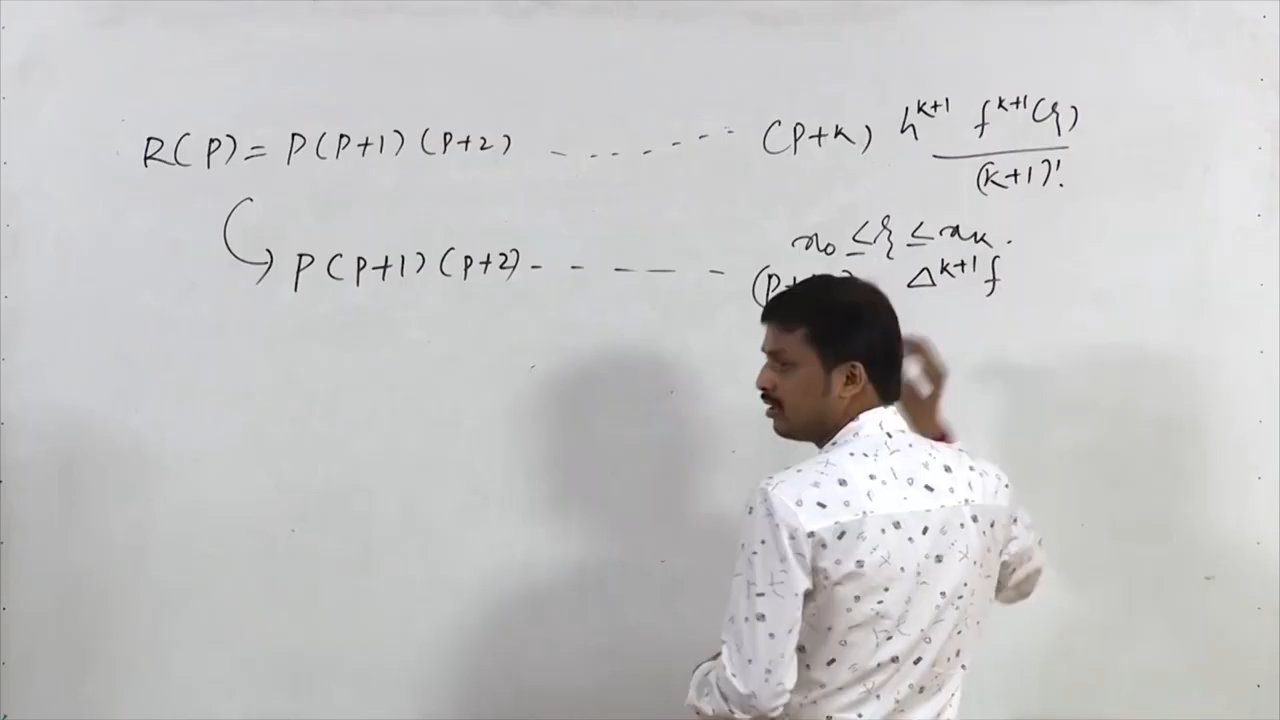 R(P) = P(P+1)(P+2) ------- (P+k) h^{k+1} f^{k+1}(ξ) / (k+1)!
x₀ ≤ ξ ≤ xₖ.
P(P+1)(P+2)------- (P+ Δ^{k+1} f